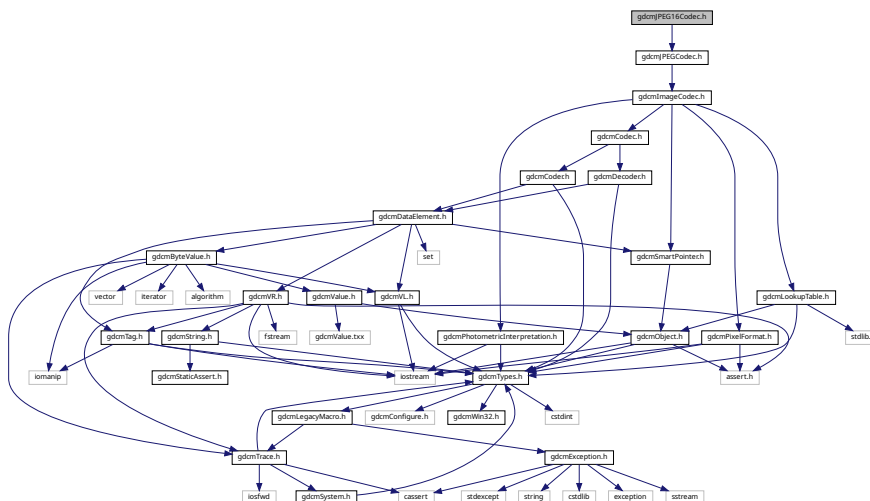 gdcmJPEG16Codec.h
gdcmJPEGCodec.h
gdcmImageCodec.h
gdcmCodec.h
gdcmCoder.h
gdcmDecoder.h
gdcmDataElement.h
gdcmByteValue.h
set
gdcmSmartPointer.h
vector
iterator
algorithm
gdcmVR.h
gdcmValue.h
gdcmVL.h
gdcmLookupTable.h
gdcmTag.h
gdcmString.h
fstream
gdcmValue.txx
gdcmPhotometricInterpretation.h
gdcmObject.h
gdcmPixelFormat.h
stdlib.
iomanip
gdcmStaticAssert.h
iostream
gdcmTypes.h
assert.h
gdcmLegacyMacro.h
gdcmConfigure.h
gdcmWin32.h
cstdint
gdcmTrace.h
gdcmException.h
iosfwd
gdcmSystem.h
cassert
stdexcept
string
cstdlib
exception
sstream